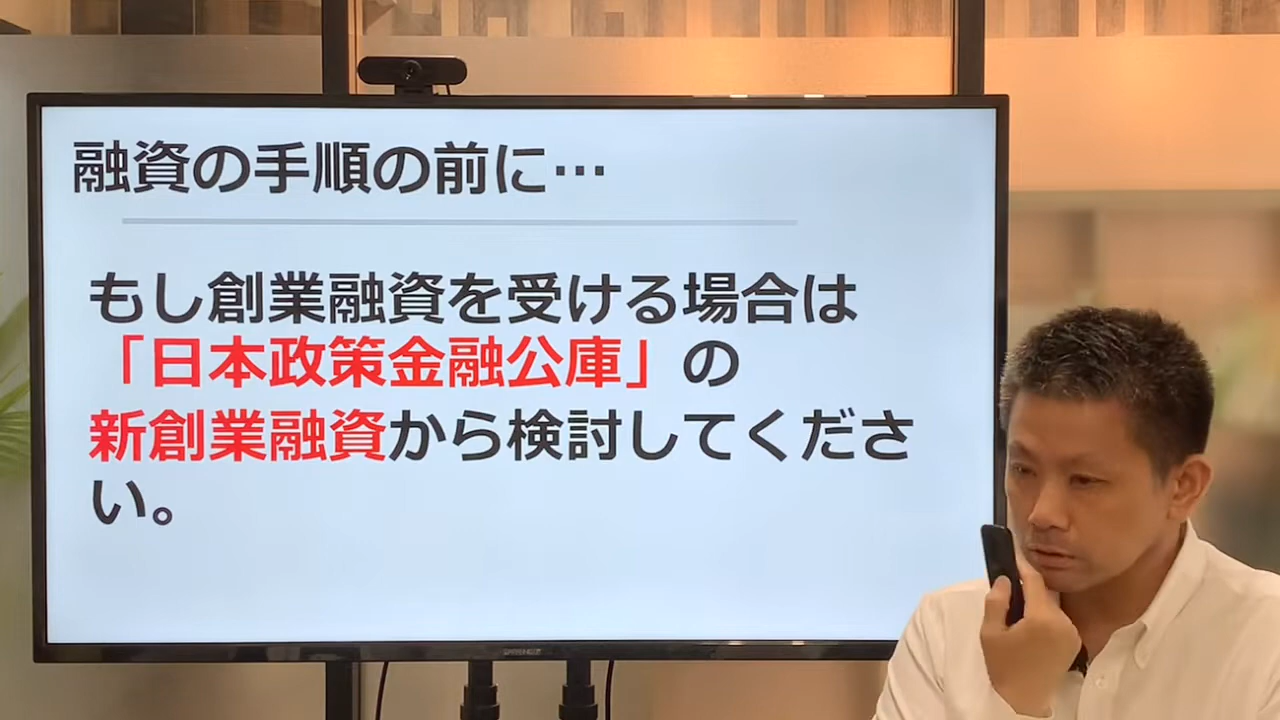 融資の手順の前に…
もし創業融資を受ける場合は
「日本政策金融公庫」の
新創業融資から検討してくださ
い。